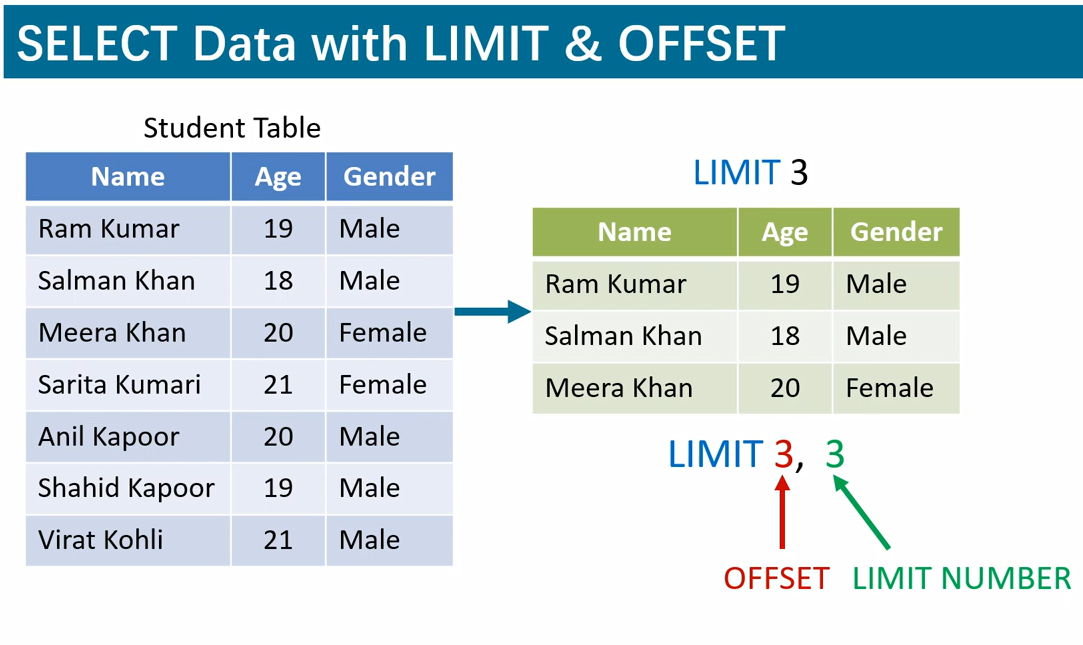 SELECT Data with LIMIT & OFFSET
Student Table
Name Age Gender
Ram Kumar 19 Male
Salman Khan 18 Male
Meera Khan 20 Female
Sarita Kumari 21 Female
Anil Kapoor 20 Male
Shahid Kapoor 19 Male
Virat Kohli 21 Male
LIMIT 3
Name Age Gender
Ram Kumar 19 Male
Salman Khan 18 Male
Meera Khan 20 Female
LIMIT 3, 3
OFFSET LIMIT NUMBER